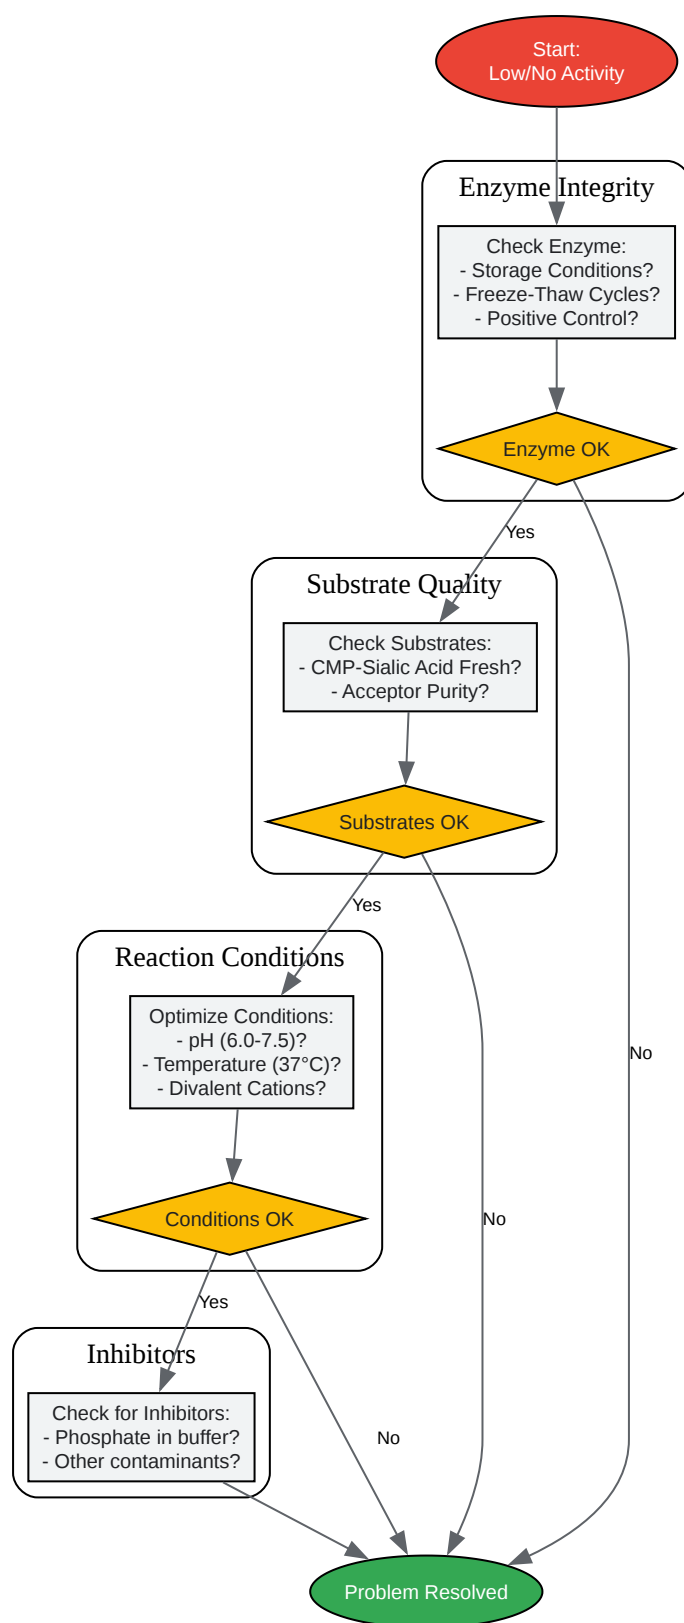 Start:
Low/No Activity
Enzyme Integrity
Check Enzyme:
- Storage Conditions?
- Freeze-Thaw Cycles?
- Positive Control?
Enzyme OK
Yes
Substrate Quality
Check Substrates:
- CMP-Sialic Acid Fresh?
- Acceptor Purity?
Substrates OK
Yes
Reaction Conditions
Optimize Conditions:
- pH (6.0-7.5)?
- Temperature (37°C)?
- Divalent Cations?
No
Conditions OK
No
Yes
Inhibitors
Check for Inhibitors:
- Phosphate in buffer?
- Other contaminants?
No
Problem Resolved